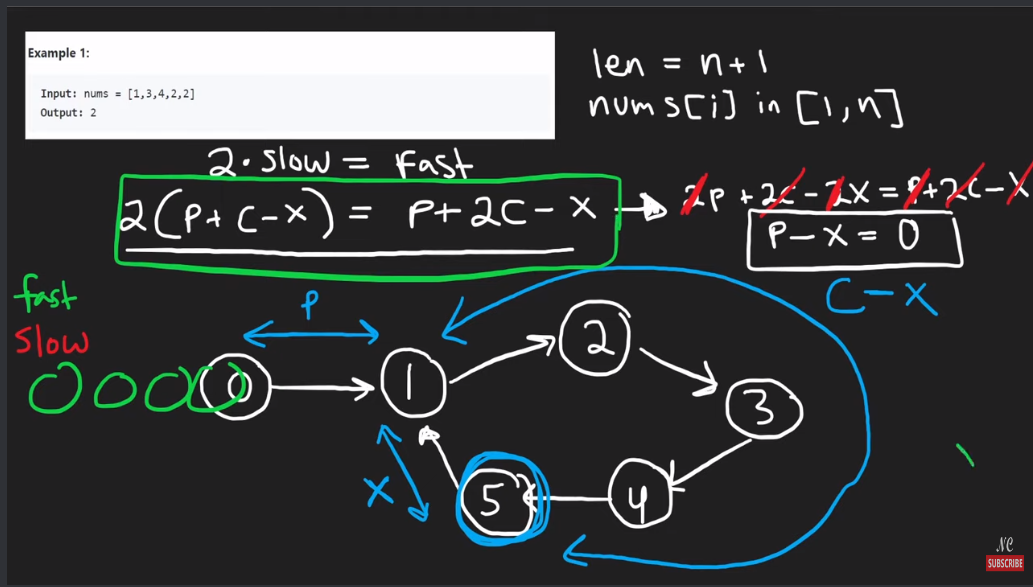 Example 1:
Input: nums = [1,3,4,2,2]
Output: 2
len = n+1
nums[i] in [1,n]
2·slow = Fast
2(P+C-X) = P+2C-X
2P+2C-2X = P+2C-X
P-X=0
C-X
fast
slow
P
0
1
2
3
4
5
X
NC
SUBSCRIBE